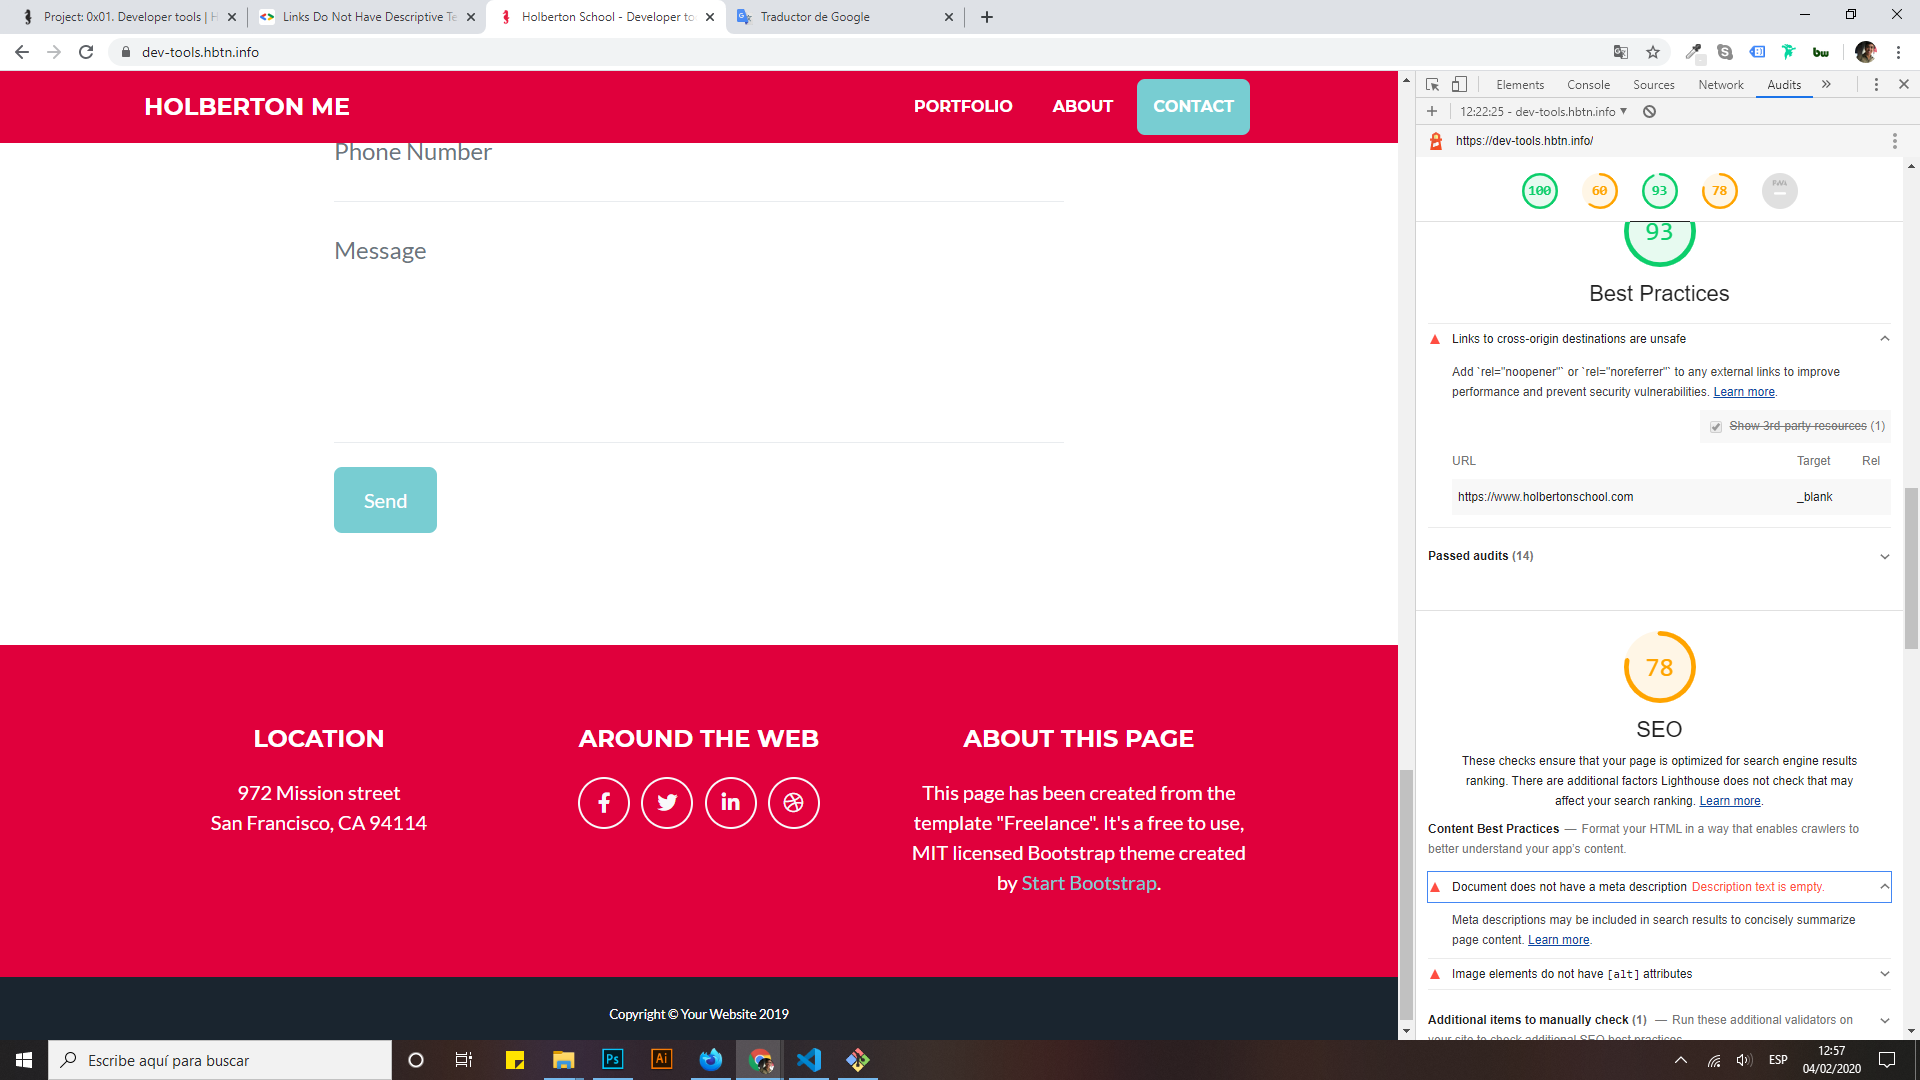 Project: 0x01. Developer tools | H
Links Do Not Have Descriptive Te
Holberton School - Developer to
Traductor de Google
dev-tools.hbtn.info
HOLBERTON ME
PORTFOLIO
ABOUT
CONTACT
Phone Number
Message
Send
LOCATION
972 Mission street
San Francisco, CA 94114
AROUND THE WEB
ABOUT THIS PAGE
This page has been created from the
template "Freelance". It's a free to use,
MIT licensed Bootstrap theme created
by Start Bootstrap.
Copyright © Your Website 2019
Elements
Console
Sources
Network
Audits
12:22:25 - dev-tools.hbtn.info
https://dev-tools.hbtn.info/
100
60
93
78
PWA
93
Best Practices
Links to cross-origin destinations are unsafe
Add `rel="noopener"` or `rel="noreferrer"` to any external links to improve
performance and prevent security vulnerabilities. Learn more.
Show 3rd-party resources (1)
URL Target Rel
https://www.holbertonschool.com _blank
Passed audits (14)
78
SEO
These checks ensure that your page is optimized for search engine results
ranking. There are additional factors Lighthouse does not check that may
affect your search ranking. Learn more.
Content Best Practices — Format your HTML in a way that enables crawlers to
better understand your app's content.
Document does not have a meta description Description text is empty.
Meta descriptions may be included in search results to concisely summarize
page content. Learn more.
Image elements do not have [alt] attributes
Additional items to manually check (1) — Run these additional validators on
your site to check additional SEO best practices.
Escribe aquí para buscar
Ps
Ai
ESP
12:57
04/02/2020